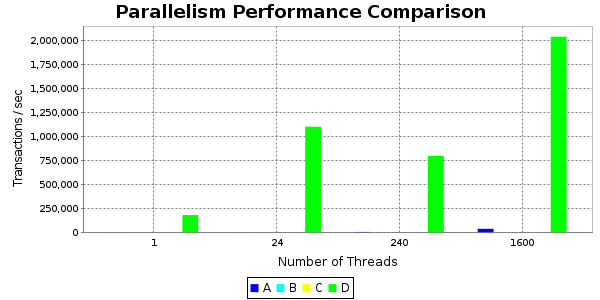 Parallelism Performance Comparison
Transactions / sec
2,000,000
1,750,000
1,500,000
1,250,000
1,000,000
750,000
500,000
250,000
0
1 24 240 1600
Number of Threads
A B C D